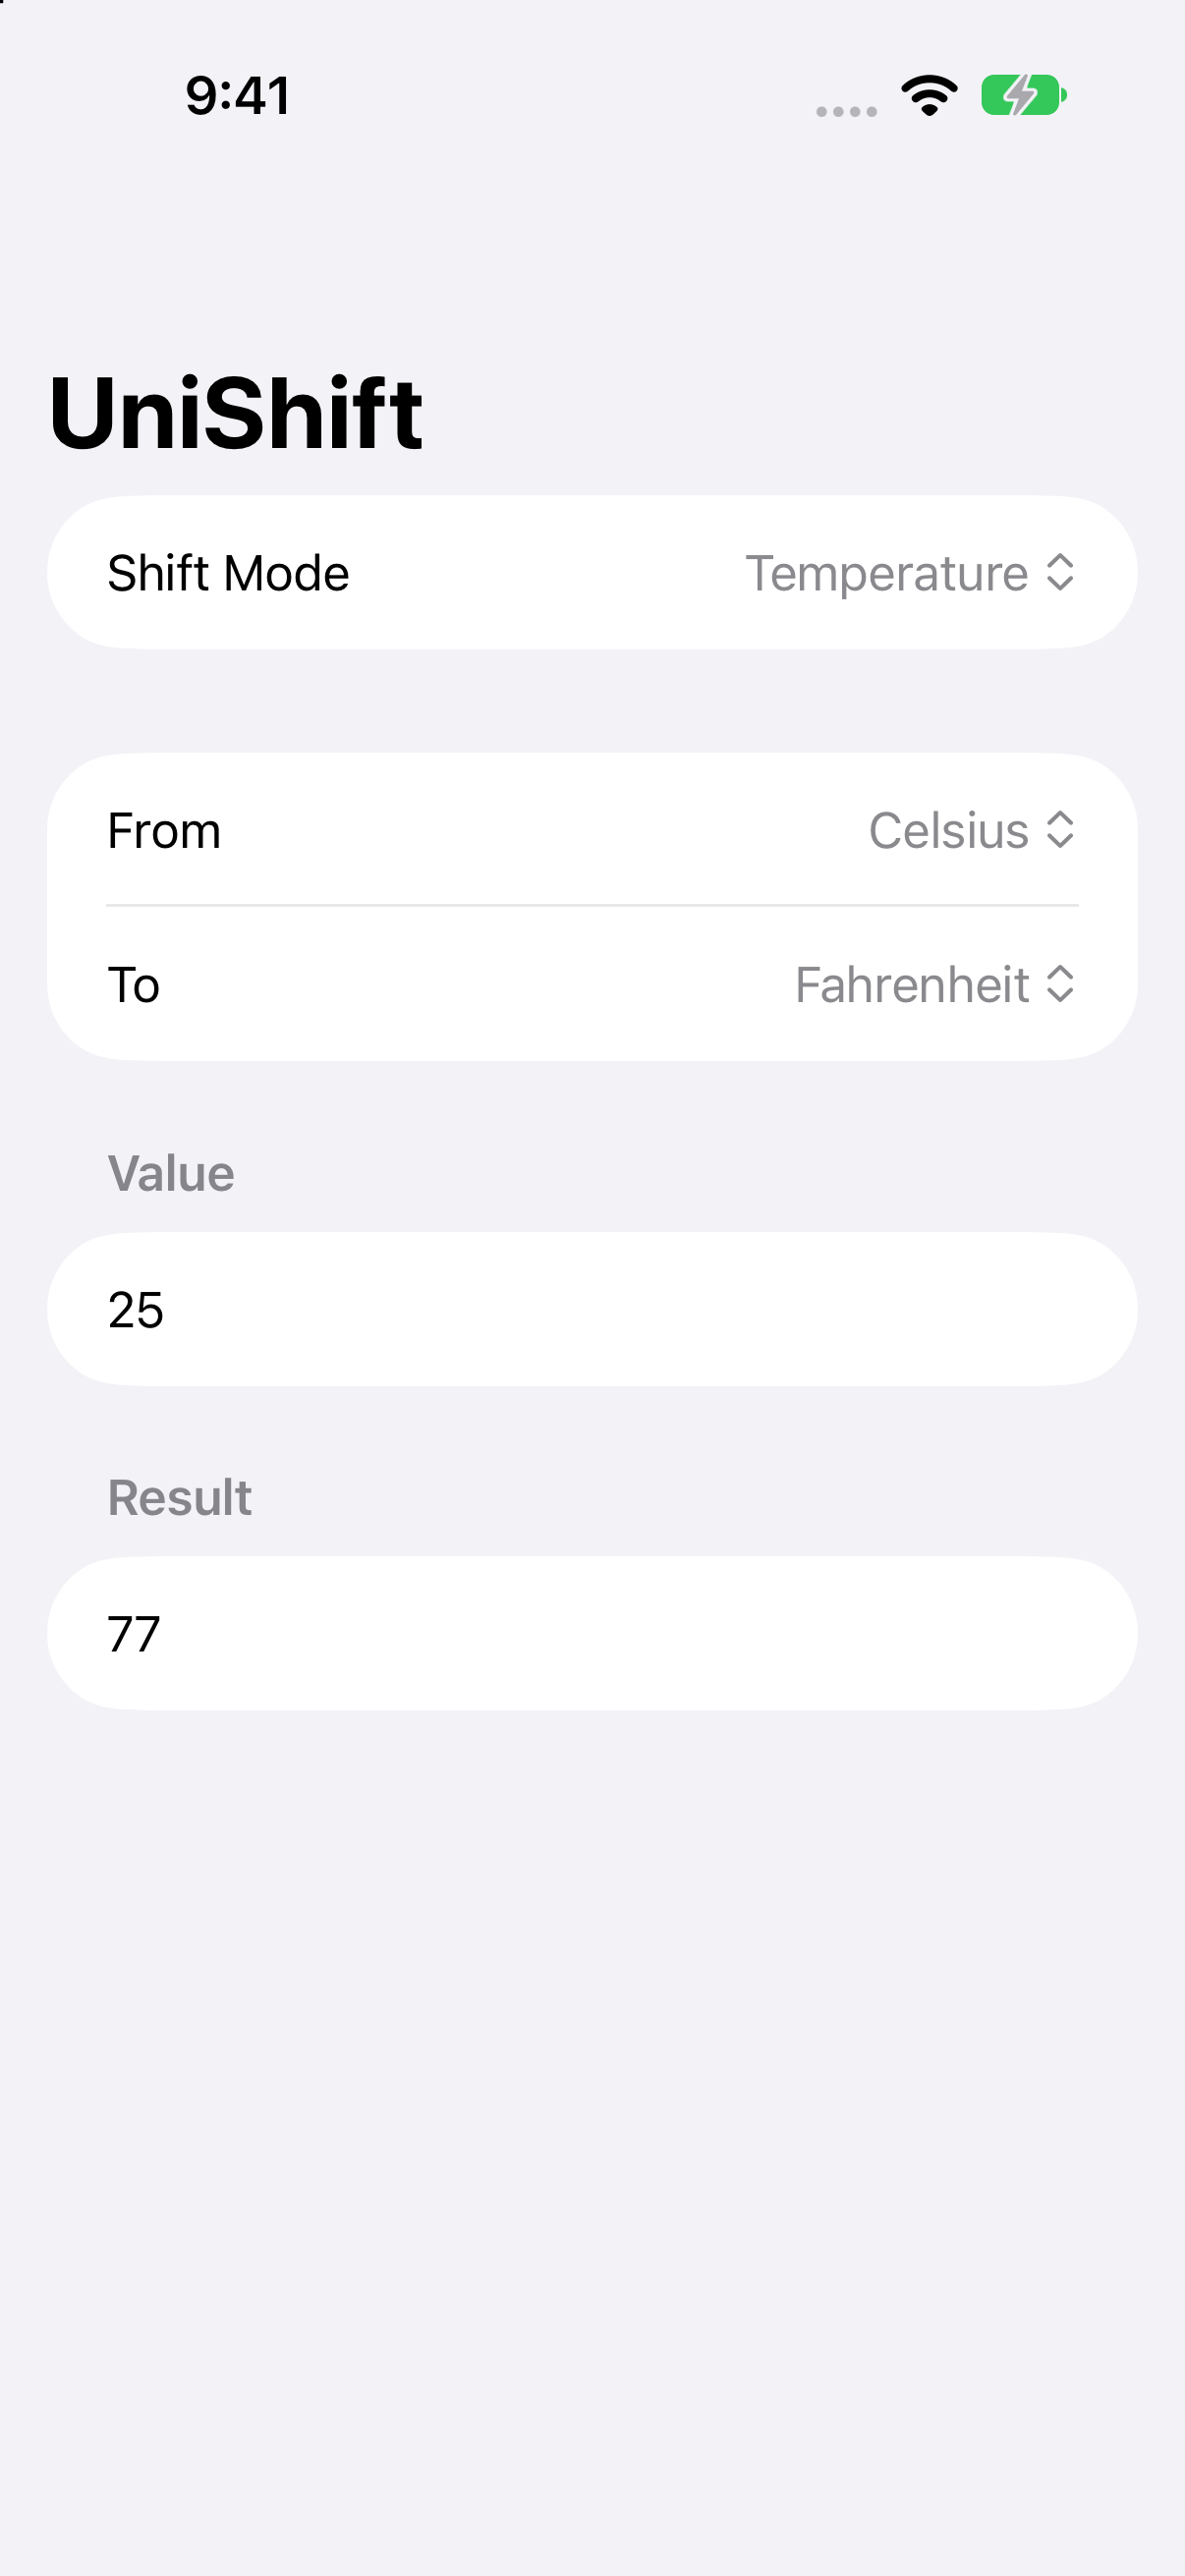 9:41
UniShift
Shift Mode Temperature
From Celsius
To Fahrenheit
Value
25
Result
77